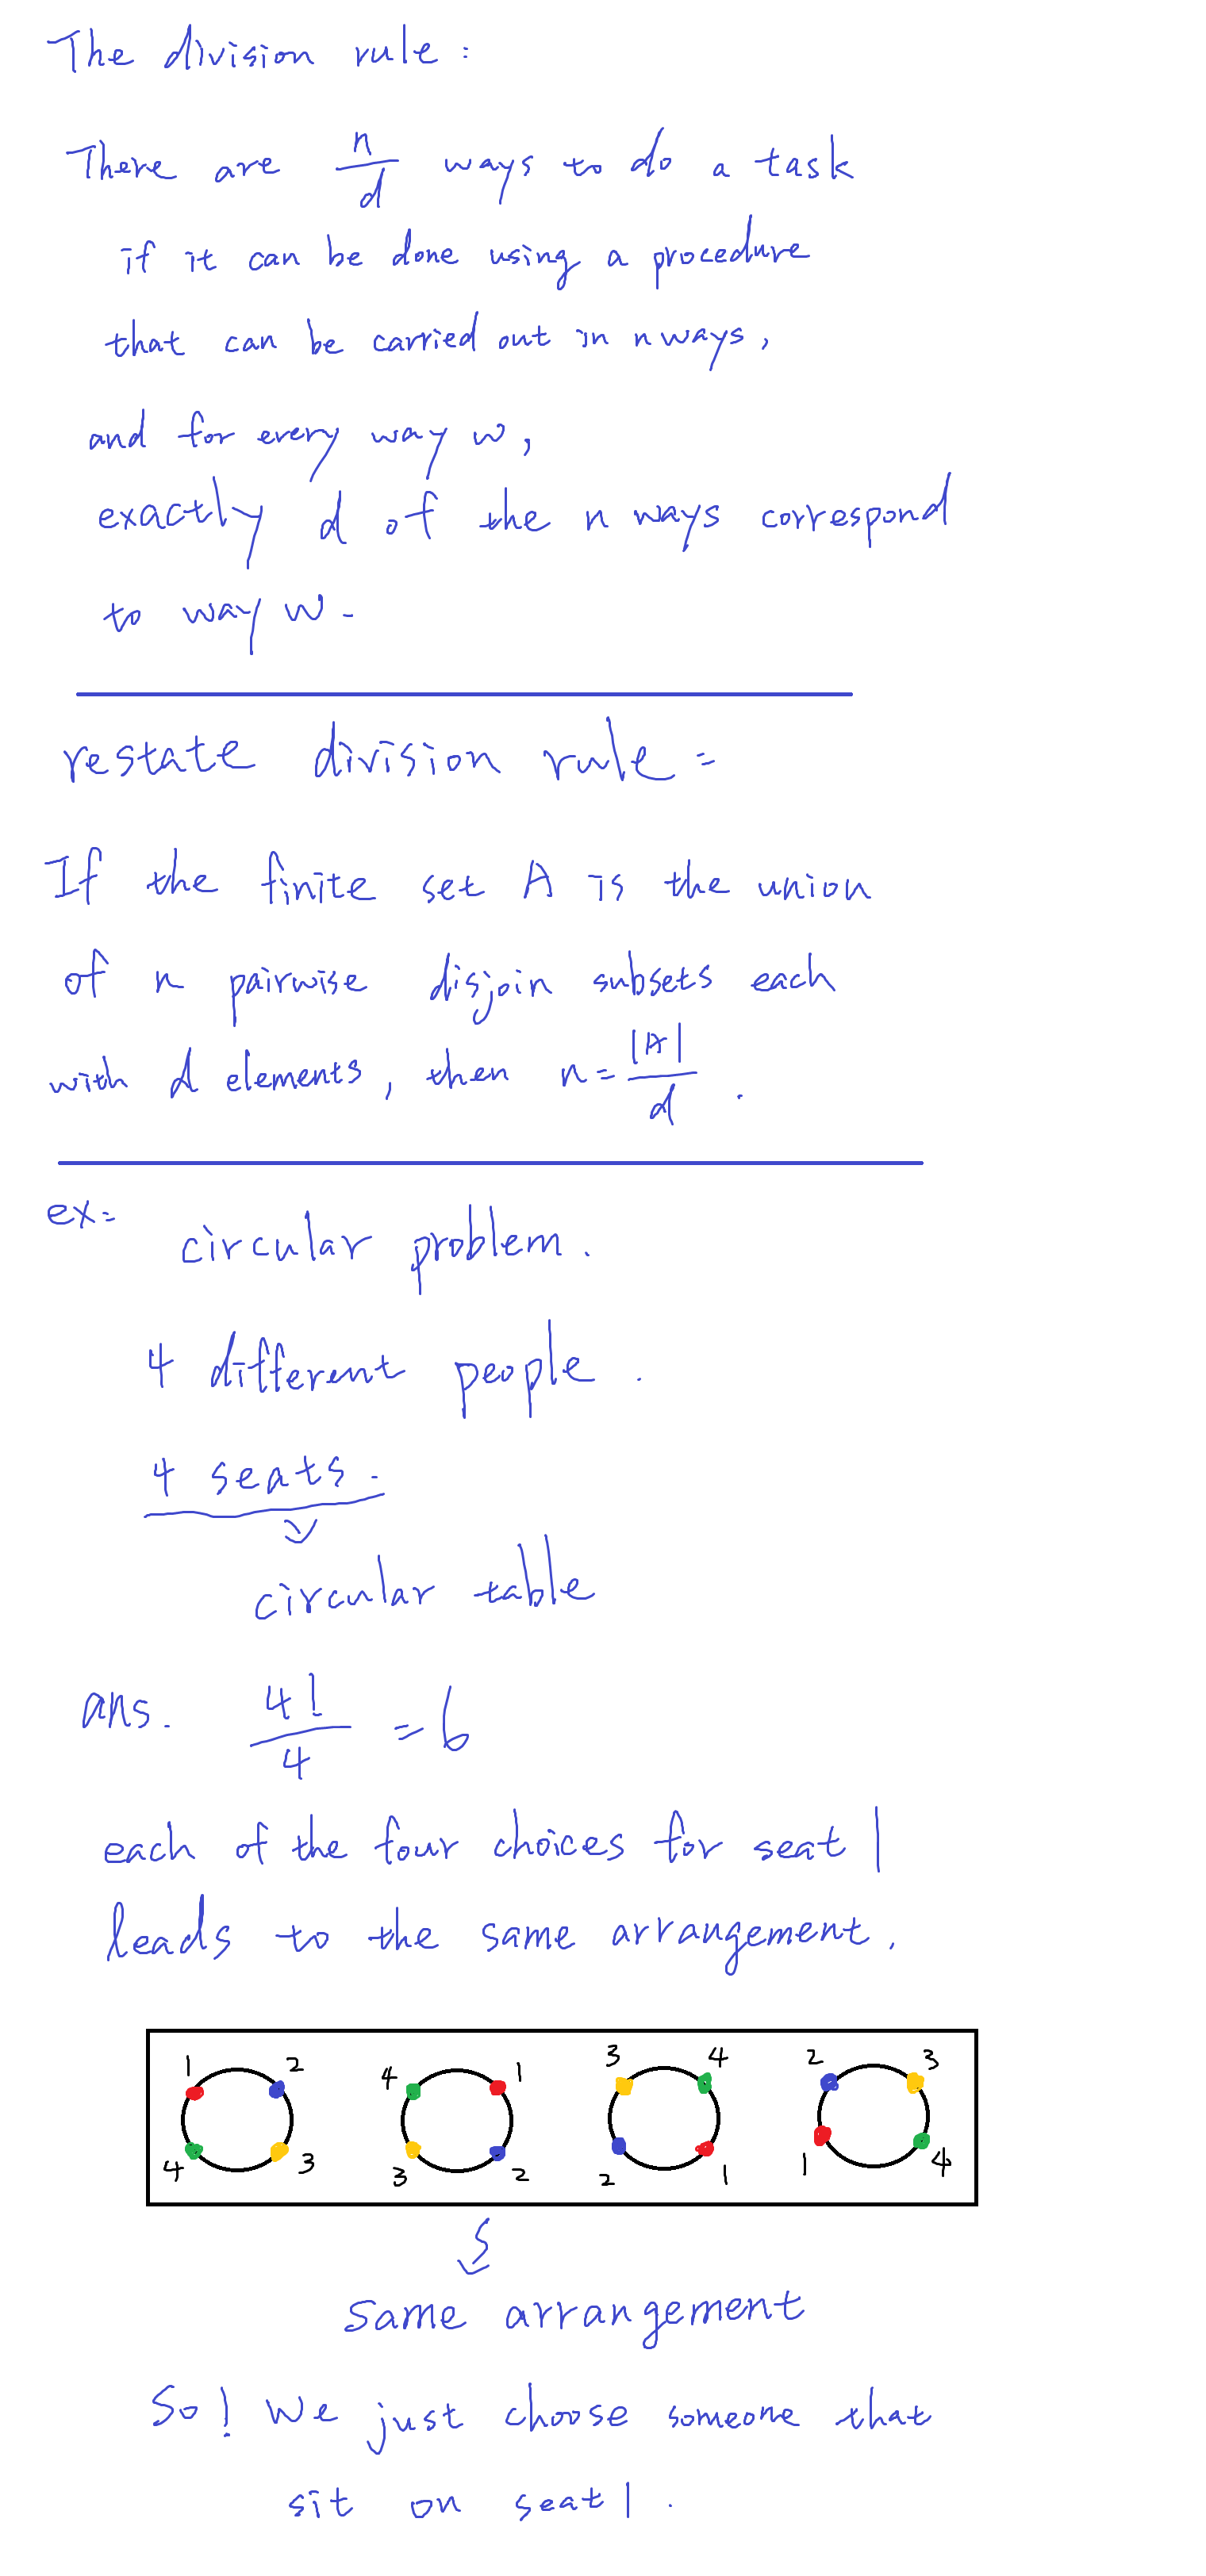 The division rule :
There are n/d ways to do a task
if it can be done using a procedure
that can be carried out in n ways,
and for every way w,
exactly d of the n ways correspond
to way w.
restate division rule :
If the finite set A is the union
of n pairwise disjoin subsets each
with d elements, then n = |A|/d .
ex:
circular problem.
4 different people.
4 seats.
circular table
ans. 4!/4 = 6
each of the four choices for seat 1
leads to the same arrangement.
1 2 4 1 3 4 2 3
4 3 3 2 2 1 1 4
same arrangement
So! We just choose someone that
sit on seat 1.